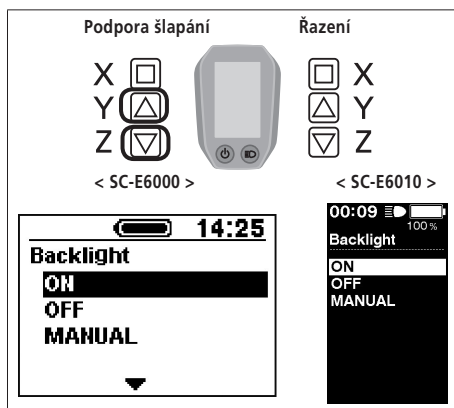 Podpora šlapání Řazení
X X
Y Y
Z Z
< SC-E6000 > < SC-E6010 >
14:25
Backlight
ON
OFF
MANUAL
00:09
100 %
Backlight
ON
OFF
MANUAL